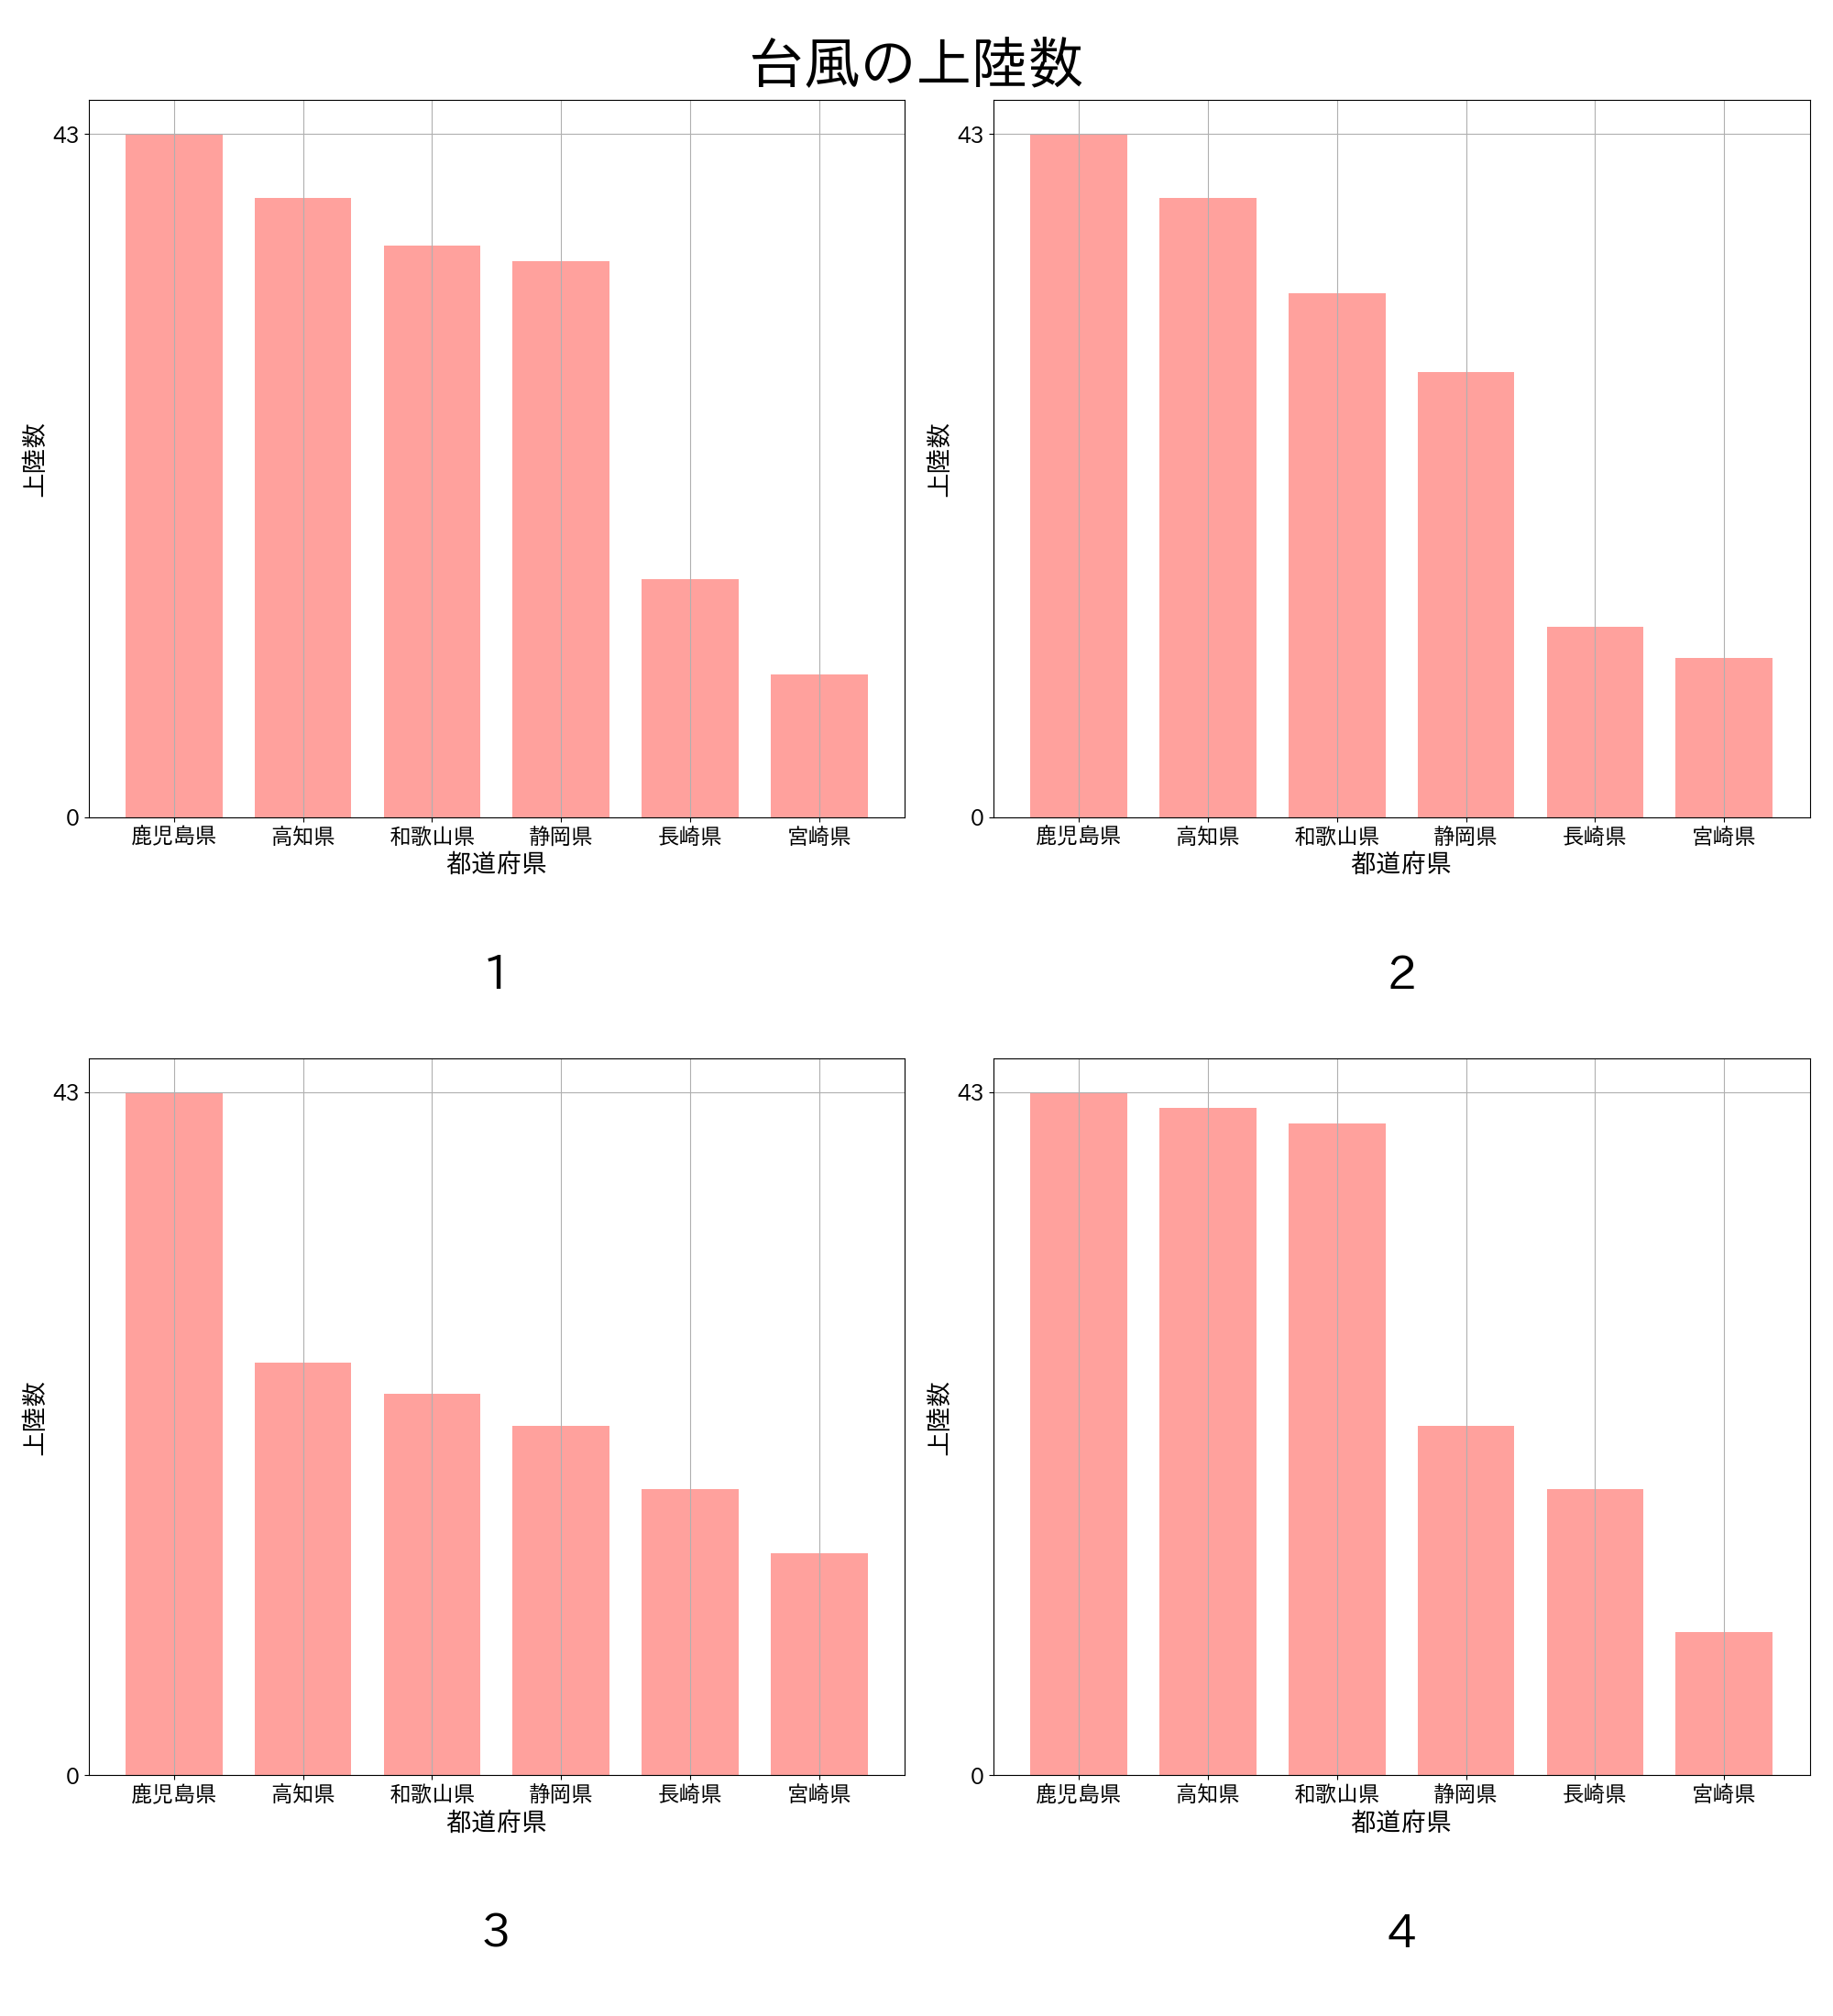 台風の上陸数
43
上陸数
0
鹿児島県 高知県 和歌山県 静岡県 長崎県 宮崎県
都道府県
1
43
上陸数
0
鹿児島県 高知県 和歌山県 静岡県 長崎県 宮崎県
都道府県
2
43
上陸数
0
鹿児島県 高知県 和歌山県 静岡県 長崎県 宮崎県
都道府県
3
43
上陸数
0
鹿児島県 高知県 和歌山県 静岡県 長崎県 宮崎県
都道府県
4